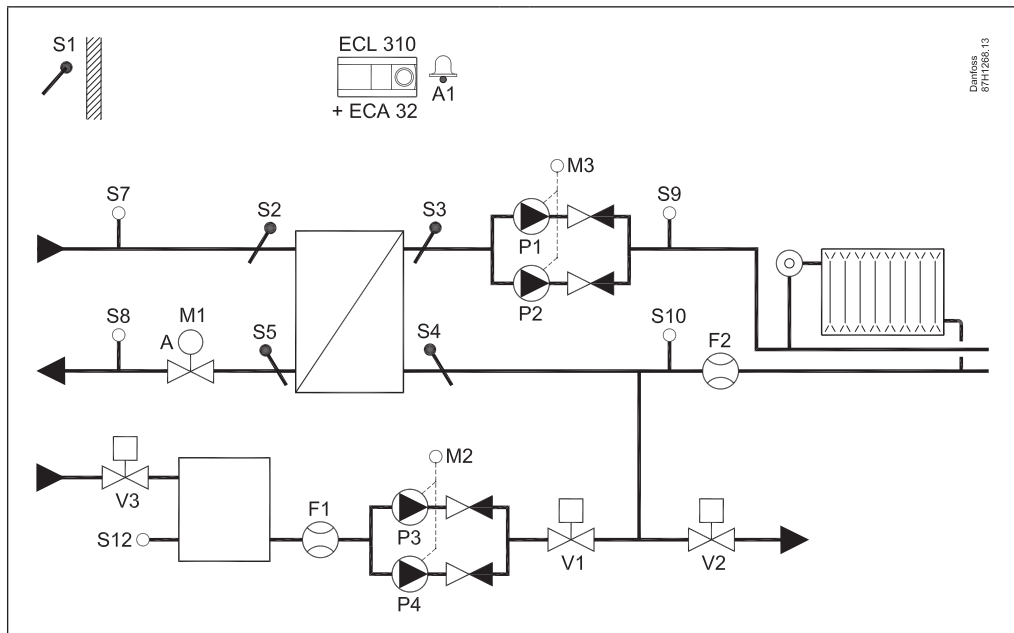 S1
ECL 310
A1
+ ECA 32
Danfoss
87H1268.13
M3
S7
S2
S3
S9
P1
P2
S8
M1
A
S5
S4
S10
F2
M2
V3
F1
P3
S12
V1
V2
P4